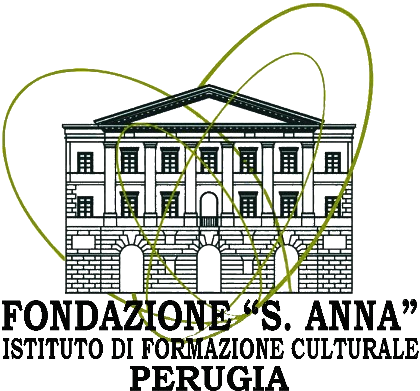 FONDAZIONE “S. ANNA”
ISTITUTO DI FORMAZIONE CULTURALE
PERUGIA